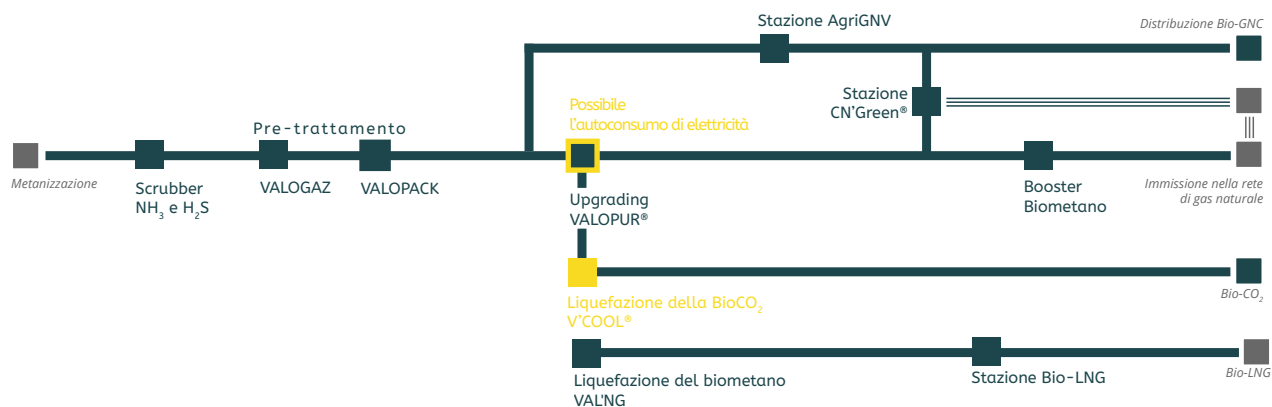 Stazione AgriGNV
Distribuzione Bio-GNC
Possibile
l'autoconsumo di elettricità
Stazione
CN'Green®
Pre-trattamento
Metanizzazione
Scrubber
NH₃ e H₂S
VALOGAZ
VALOPACK
Upgrading
VALOPUR®
Booster
Biometano
Immissione nella rete
di gas naturale
Liquefazione della BioCO₂
V'COOL®
Bio-CO₂
Liquefazione del biometano
VAL'NG
Stazione Bio-LNG
Bio-LNG